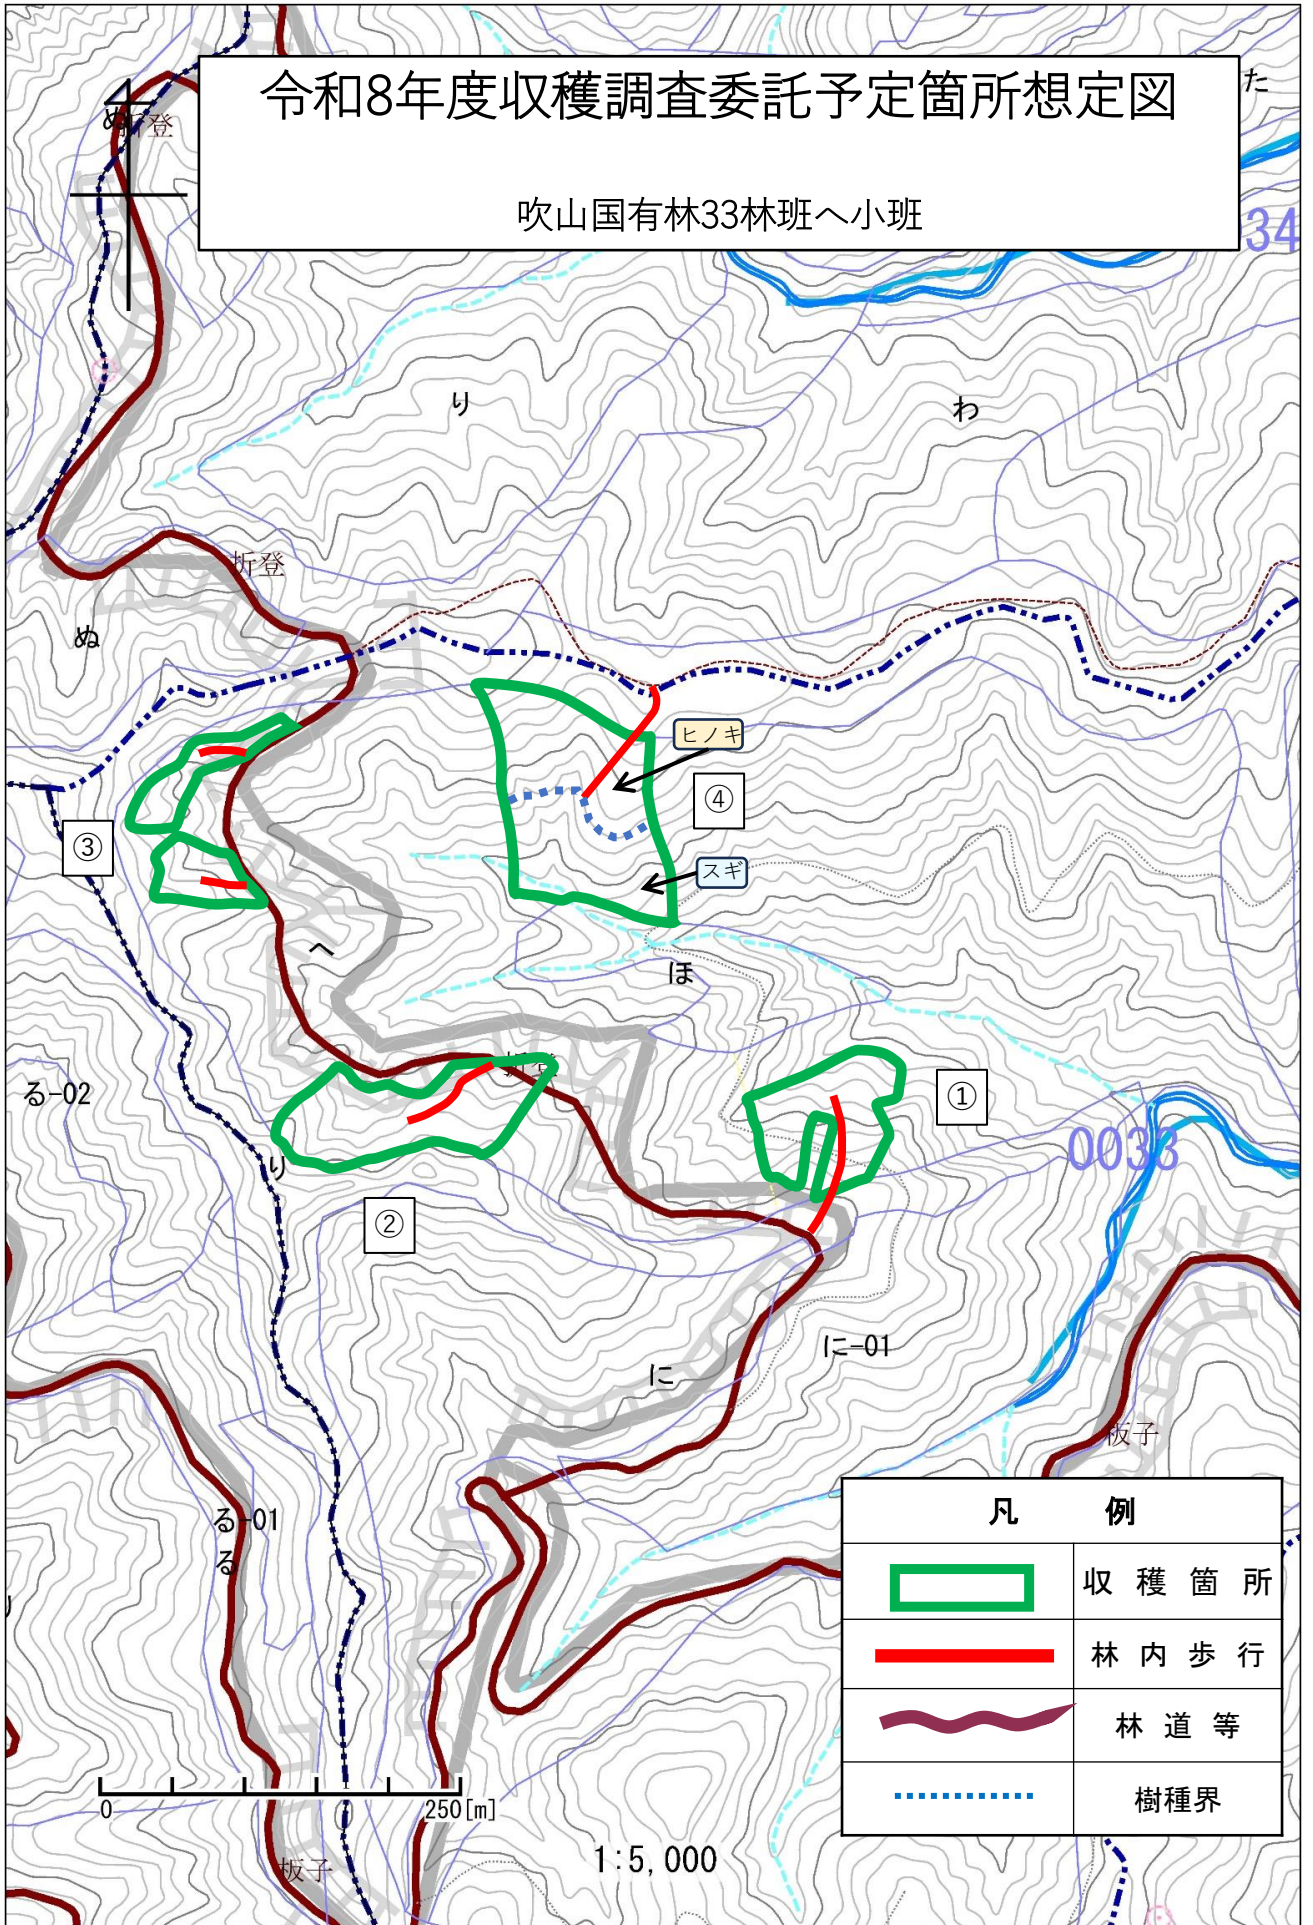 令和8年度収穫調査委託予定箇所想定図
吹山国有林33林班へ小班
た
ぬ
折登
34
り
わ
折登
ぬ
ヒノキ
④
③
スギ
へ
ほ
折登
る-02
①
0033
り
②
に-01
に
板子
る-01
る
凡 例
収穫箇所
林内歩行
林道等
樹種界
0
250[m]
1:5,000
板子